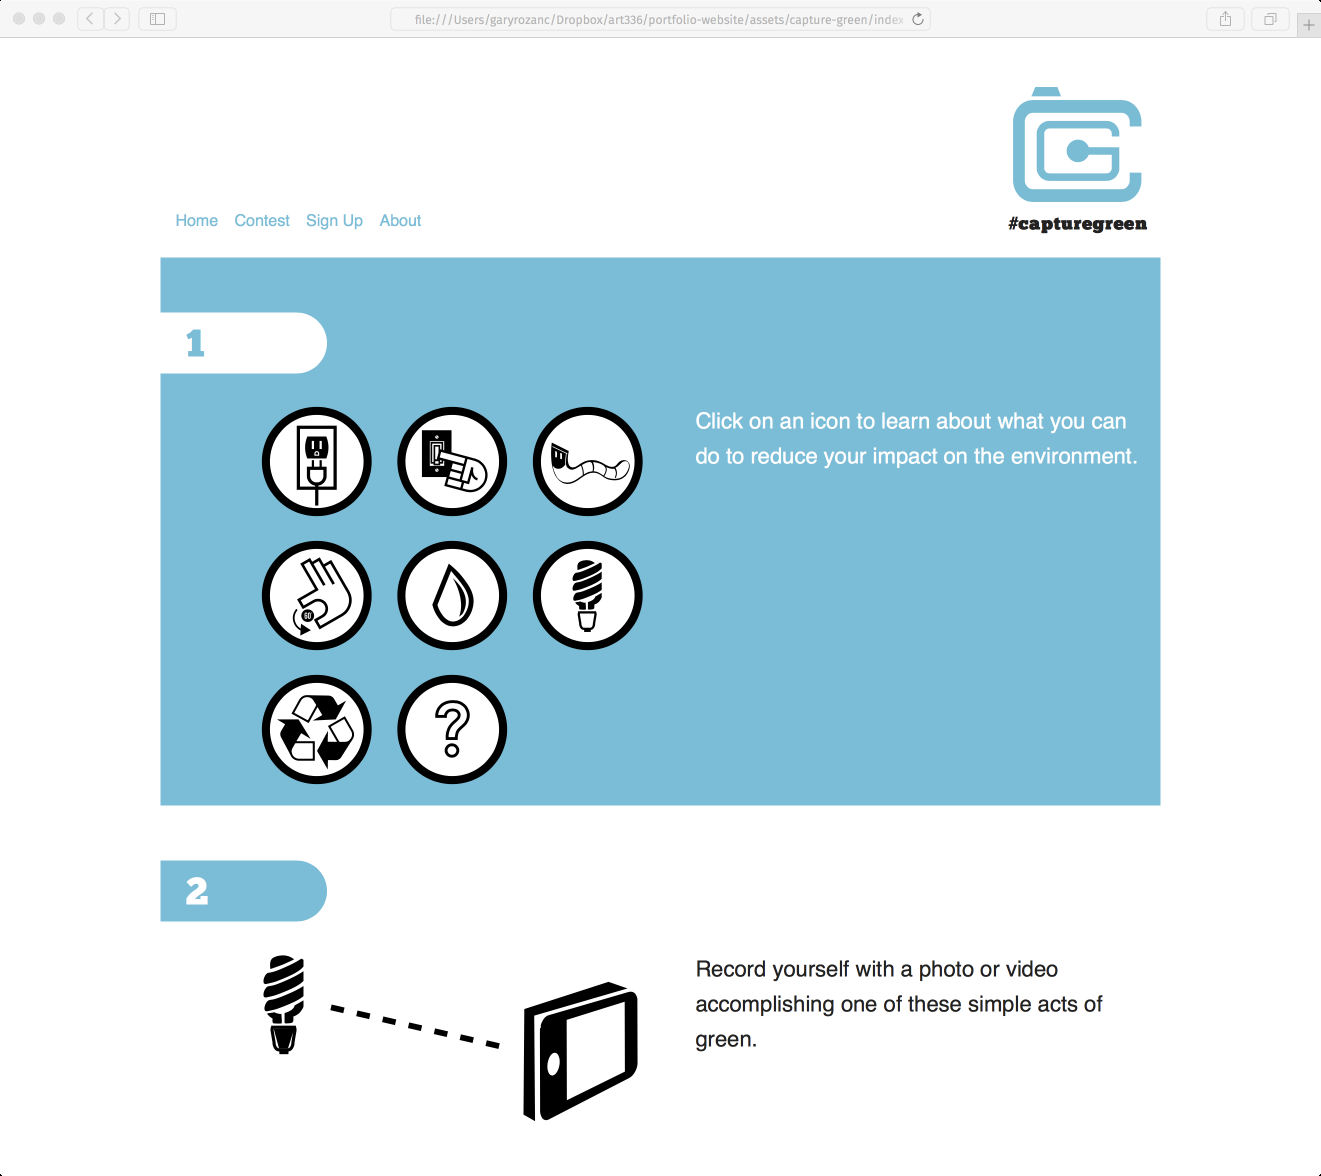 file:///Users/garyrozanc/Dropbox/art336/portfolio-website/assets/capture-green/index
#capturegreen
Home Contest Sign Up About
1
Click on an icon to learn about what you can
do to reduce your impact on the environment.
60
?
2
Record yourself with a photo or video
accomplishing one of these simple acts of
green.